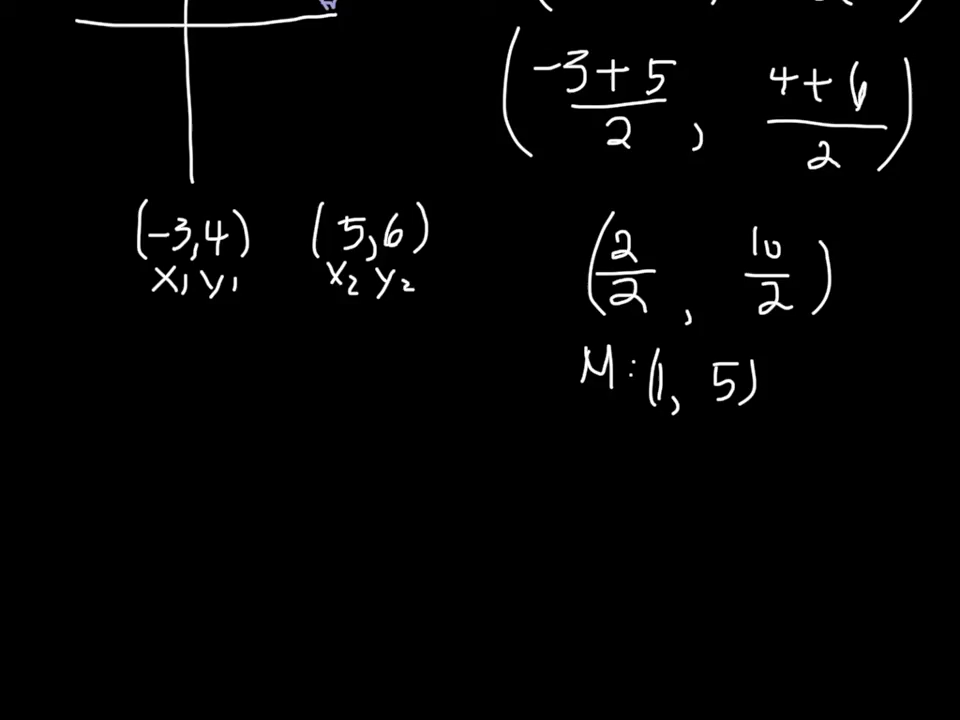 (-3+5/2, 4+6/2)
(-3,4) (5,6)
x₁ y₁ x₂ y₂
(2/2, 10/2)
M:(1, 5)